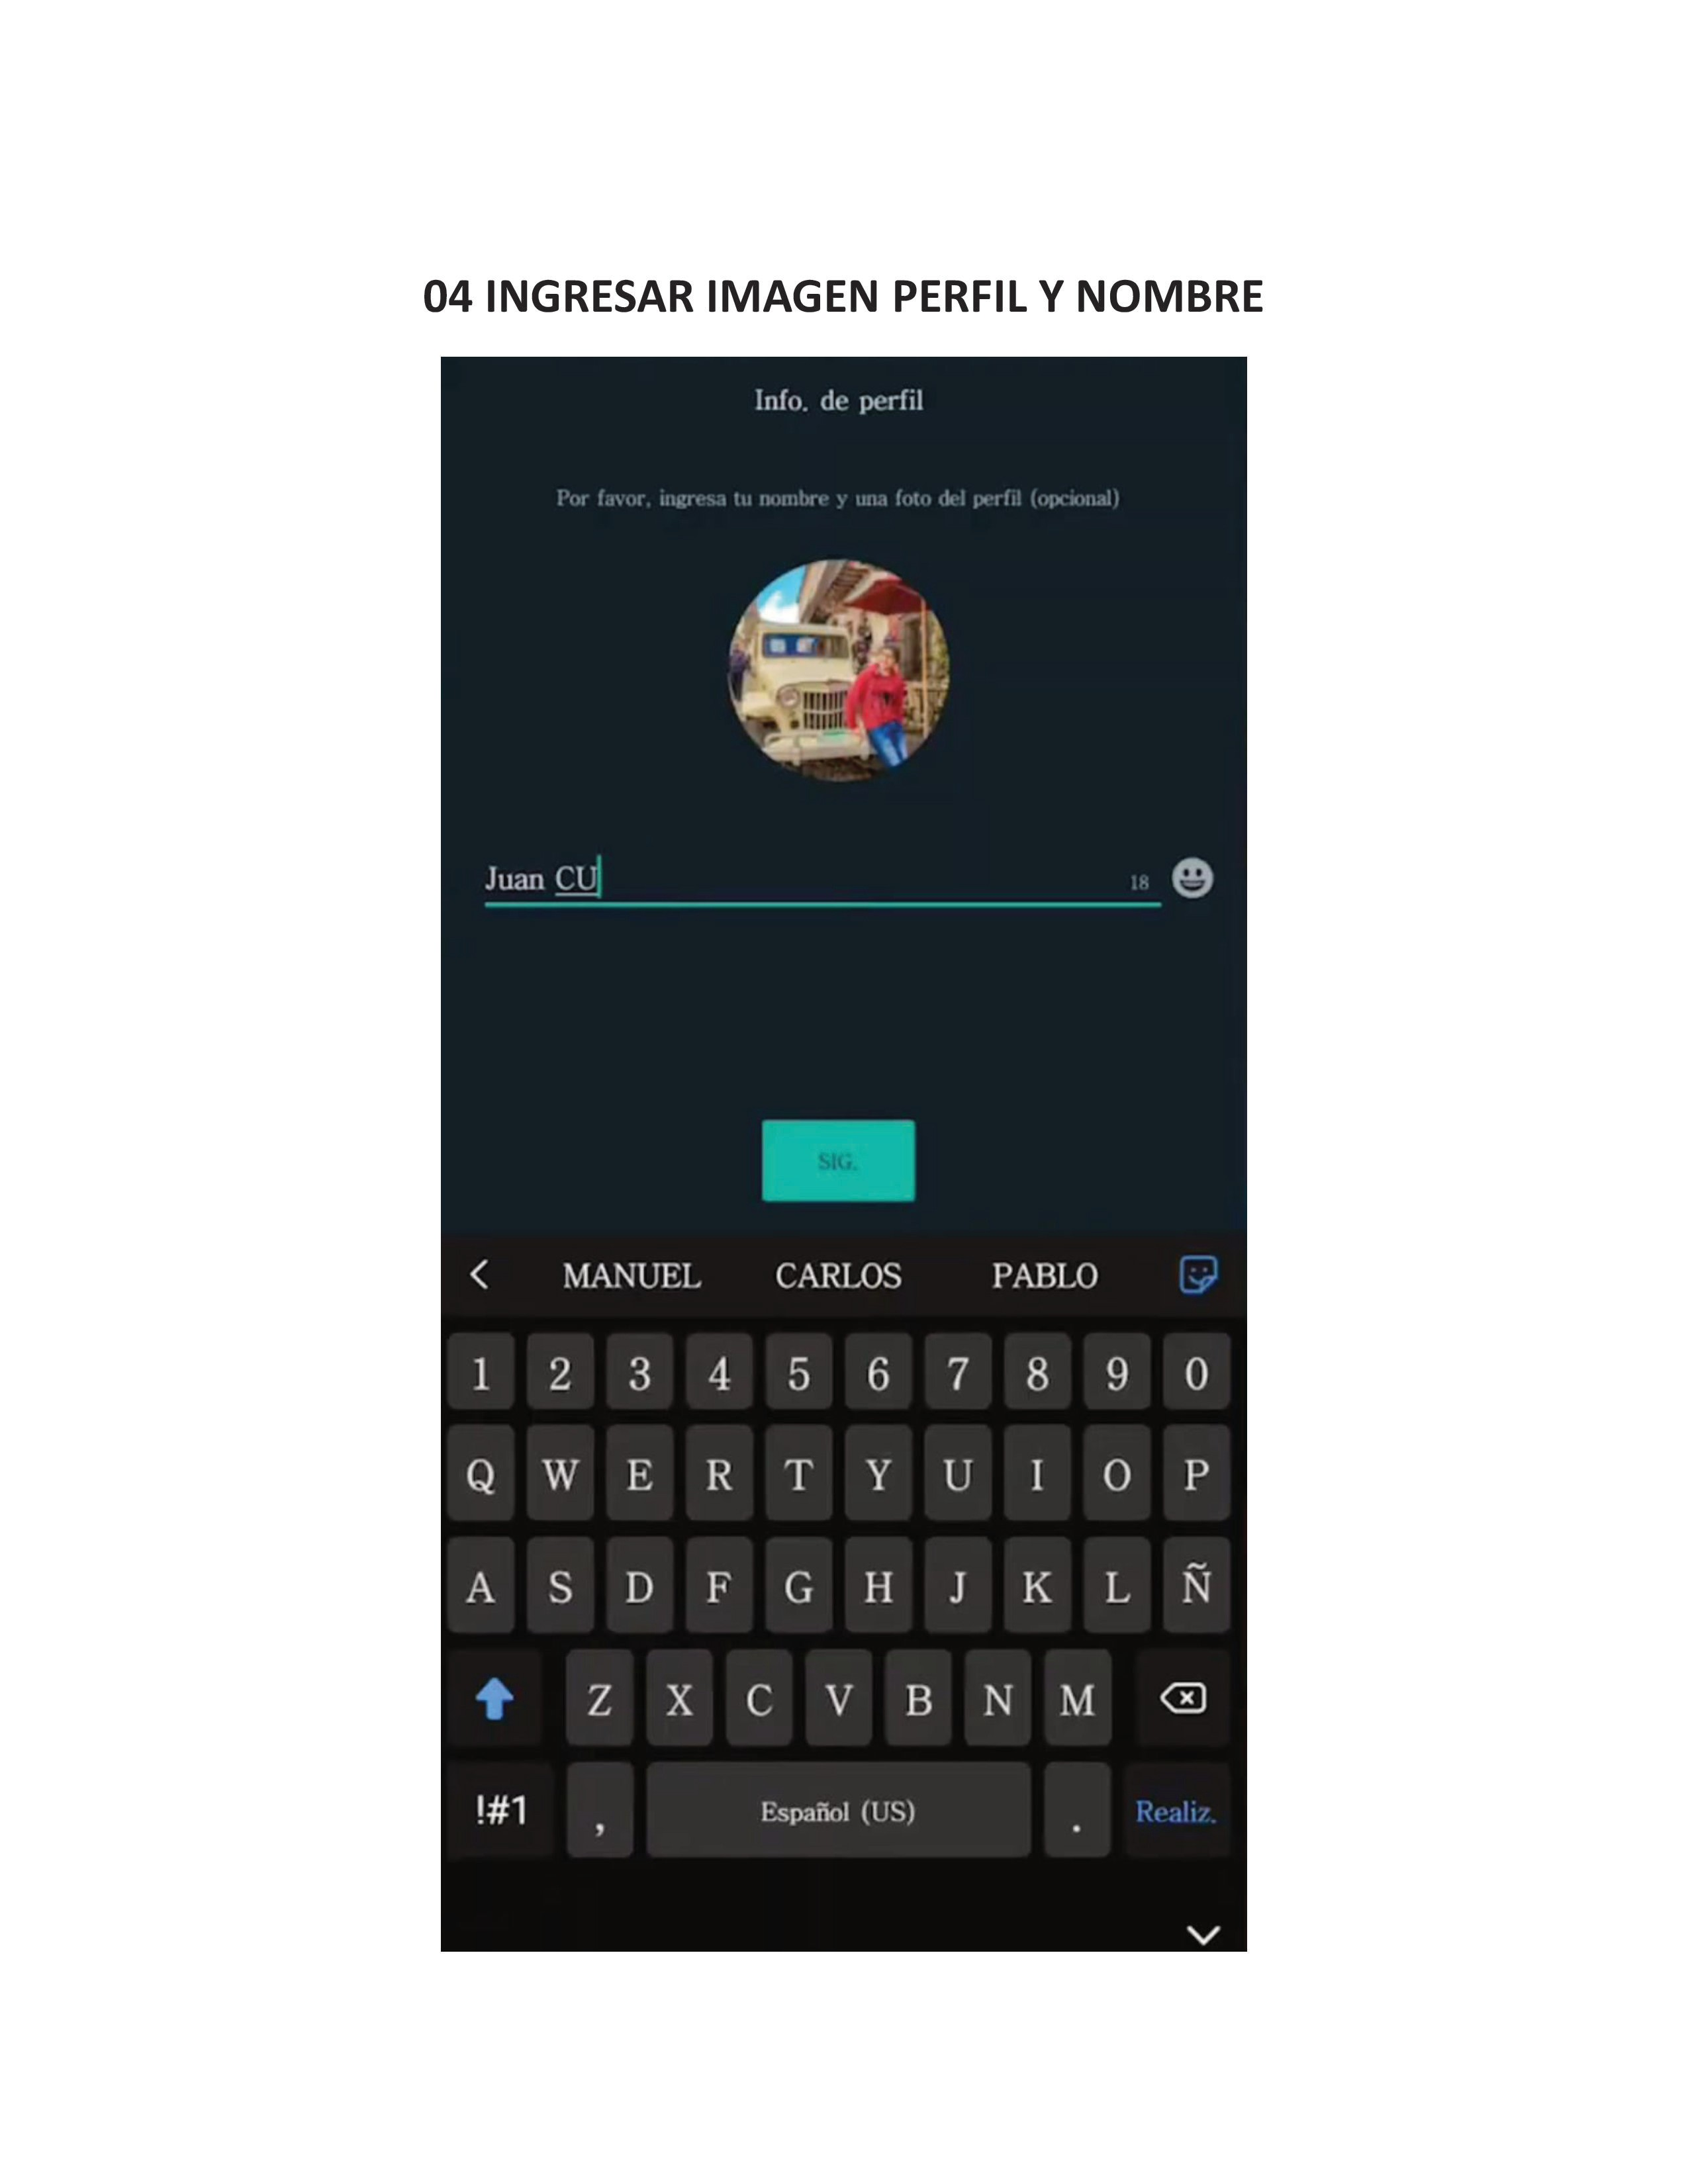 04 INGRESAR IMAGEN PERFIL Y NOMBRE
Info. de perfil
Por favor, ingresa tu nombre y una foto del perfil (opcional)
Juan CU 18
SIG.
MANUEL CARLOS PABLO
1 2 3 4 5 6 7 8 9 0
Q W E R T Y U I O P
A S D F G H J K L Ñ
Z X C V B N M
!#1 , Español (US) . Realiz.